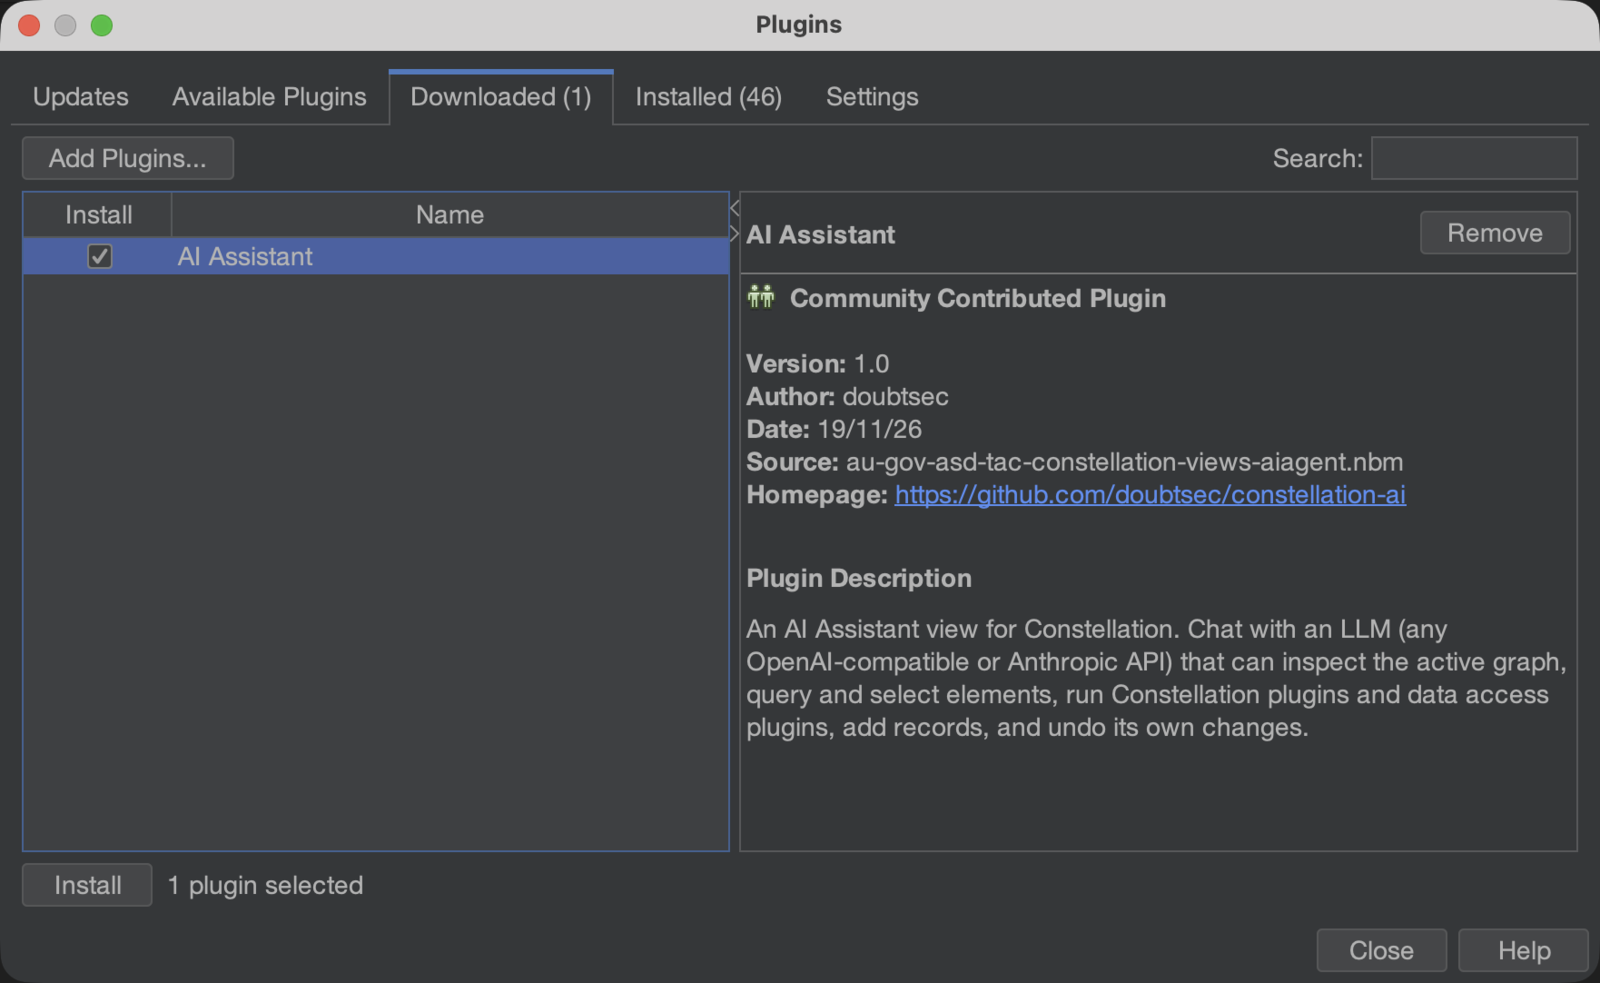 Plugins
Updates
Available Plugins
Downloaded (1)
Installed (46)
Settings
Add Plugins...
Search:
Install
Name
AI Assistant
AI Assistant
Remove
Community Contributed Plugin
Version: 1.0
Author: doubtsec
Date: 19/11/26
Source: au-gov-asd-tac-constellation-views-aiagent.nbm
Homepage: https://github.com/doubtsec/constellation-ai
Plugin Description
An AI Assistant view for Constellation. Chat with an LLM (any
OpenAI-compatible or Anthropic API) that can inspect the active graph,
query and select elements, run Constellation plugins and data access
plugins, add records, and undo its own changes.
Install
1 plugin selected
Close
Help